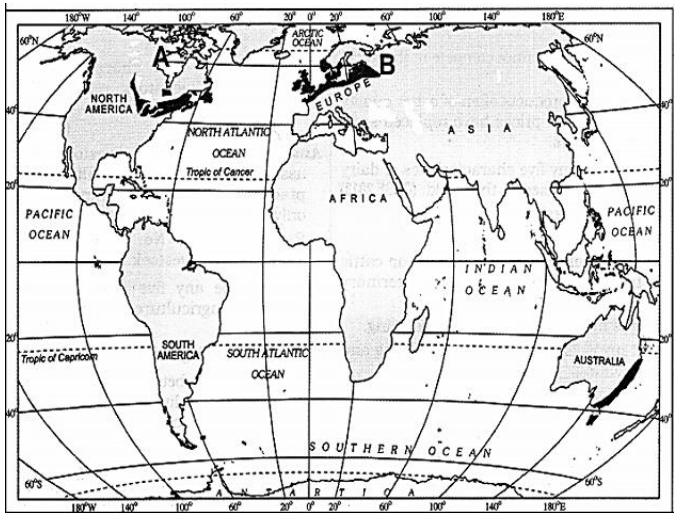 180°W 140° 100° 60° 20° 0° 20° 60° 100° 140° 180°E
60°N
ARCTIC
OCEAN
60°N
A
B
NORTH
AMERICA
EUROPE
ASIA
40°
40°
NORTH ATLANTIC
OCEAN
Tropic of Cancer
20°
20°
AFRICA
PACIFIC
OCEAN
PACIFIC
OCEAN
0°
INDIAN
OCEAN
0°
20°
20°
Tropic of Capricorn
SOUTH
AMERICA
SOUTH ATLANTIC
OCEAN
AUSTRALIA
40°
40°
SOUTHERN OCEAN
60°S
60°S
ANTARTICA
180°W 140° 100° 60° 20° 0° 20° 60° 100° 140° 180°E